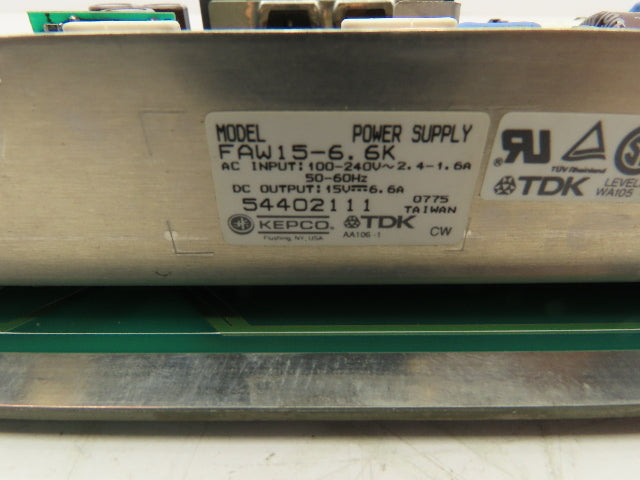 MODEL POWER SUPPLY
FAW15-6.6K
AC INPUT:100-240V~2.4-1.6A
50-60Hz
DC OUTPUT:15V⎓6.6A
54402111 0775
TAIWAN
KEPCO® TDK
Flushing, NY, USA AA106-1 CW
TÜV Rheinland
TDK LEVEL
WA105